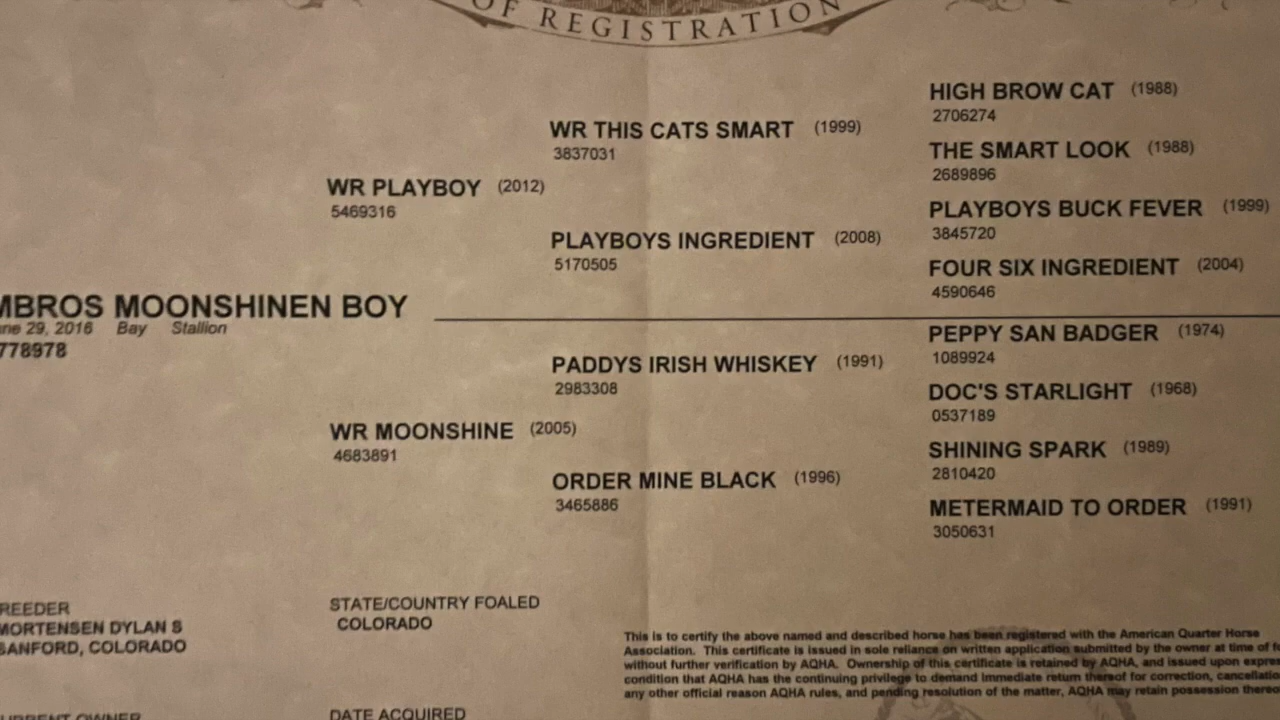 OF REGISTRATION
HIGH BROW CAT (1988)
2706274
WR THIS CATS SMART (1999)
3837031
THE SMART LOOK (1988)
2689896
WR PLAYBOY (2012)
5469316
PLAYBOYS BUCK FEVER (1999)
3845720
PLAYBOYS INGREDIENT (2008)
5170505
FOUR SIX INGREDIENT (2004)
4590646
MBROS MOONSHINEN BOY
une 29, 2016 Bay Stallion
778978
PEPPY SAN BADGER (1974)
1089924
PADDYS IRISH WHISKEY (1991)
2983308
DOC'S STARLIGHT (1968)
0537189
WR MOONSHINE (2005)
4683891
SHINING SPARK (1989)
2810420
ORDER MINE BLACK (1996)
3465886
METERMAID TO ORDER (1991)
3050631
REEDER
MORTENSEN DYLAN S
SANFORD, COLORADO
STATE/COUNTRY FOALED
COLORADO
This is to certify the above named and described horse has been registered with the American Quarter Horse
Association. This certificate is issued in sole reliance on written application submitted by the owner at time of
without further verification by AQHA. Ownership of this certificate is retained by AQHA, and issued upon expre
condition that AQHA has the continuing privilege to demand immediate return thereof for correction, cancellatio
any other official reason AQHA rules, and pending resolution of the matter, AQHA may retain possession thereo
URRENT OWNER
DATE ACQUIRED